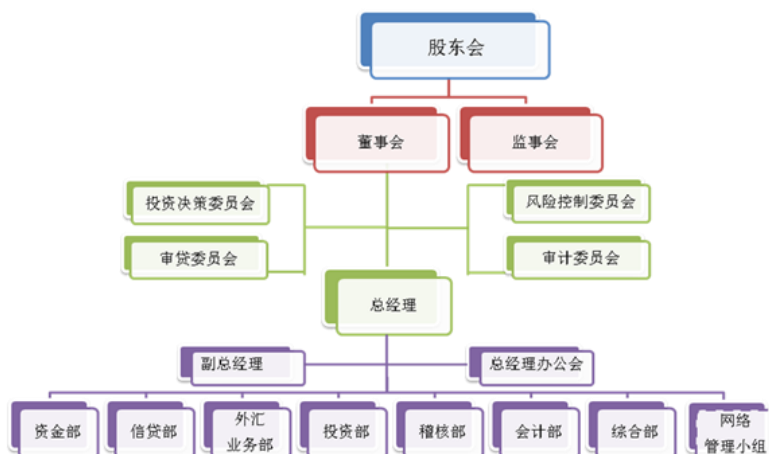 股东会
董事会
监事会
投资决策委员会
风险控制委员会
审贷委员会
审计委员会
总经理
副总经理
总经理办公会
资金部
信贷部
外汇
业务部
投资部
稽核部
会计部
综合部
网络
管理小组